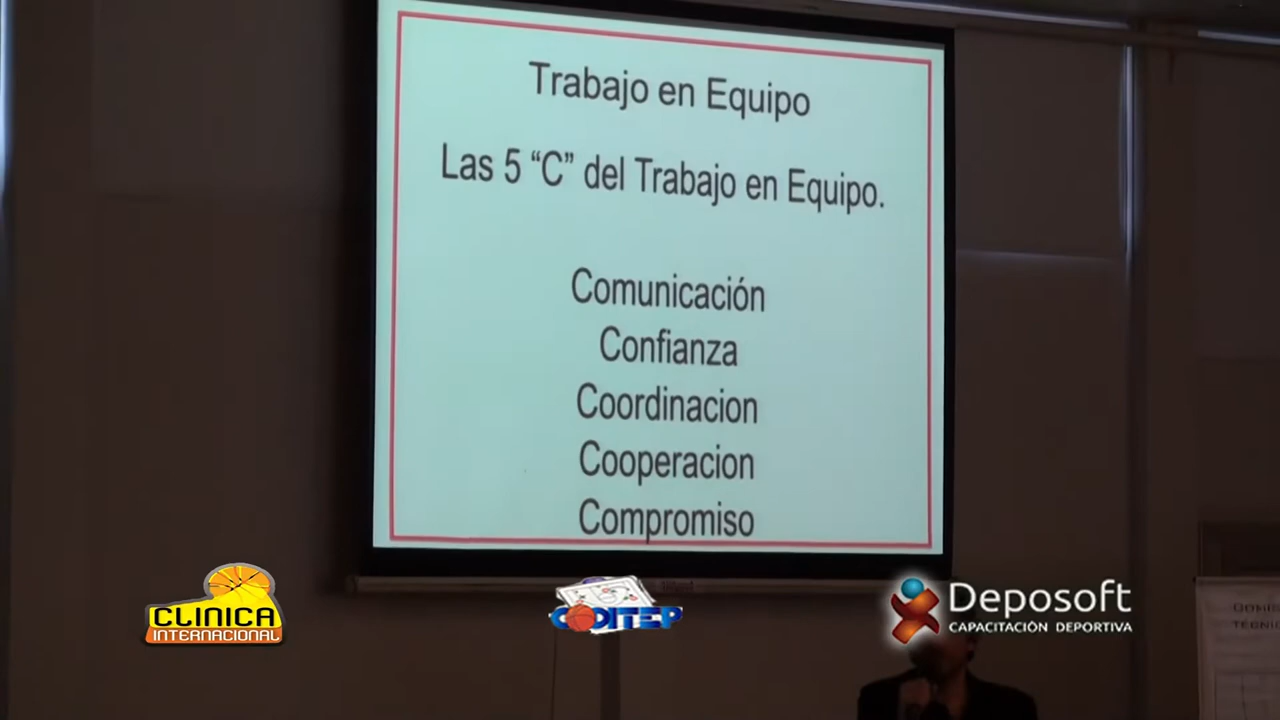 Trabajo en Equipo
Las 5 “C” del Trabajo en Equipo.
Comunicación
Confianza
Coordinacion
Cooperacion
Compromiso
CLINICA
INTERNACIONAL
CODITEP
Deposoft
CAPACITACIÓN DEPORTIVA